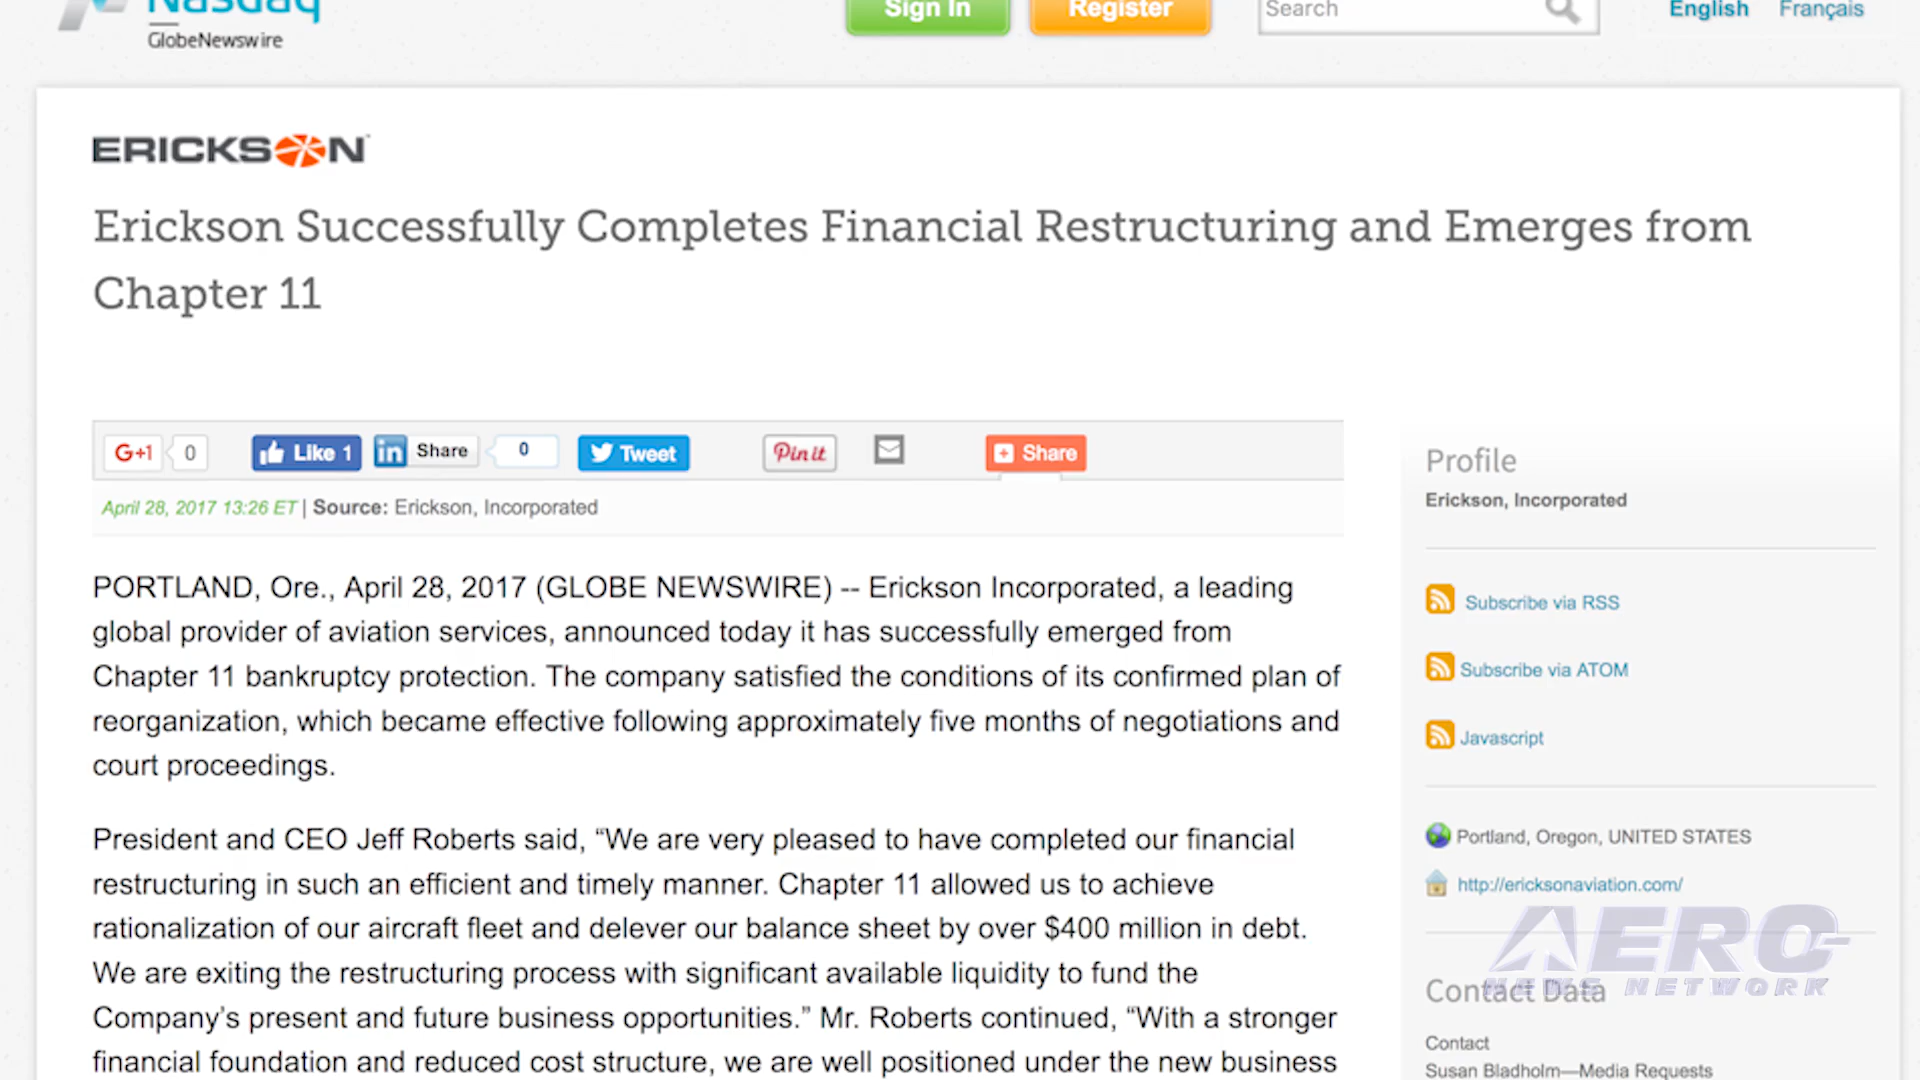 Nasdaq
GlobeNewswire
Sign In
Register
Search
English Français
ERICKSON
Erickson Successfully Completes Financial Restructuring and Emerges from
Chapter 11
G+1 0 Like 1 in Share 0 Tweet Pin it Share
April 28, 2017 13:26 ET | Source: Erickson, Incorporated
PORTLAND, Ore., April 28, 2017 (GLOBE NEWSWIRE) -- Erickson Incorporated, a leading
global provider of aviation services, announced today it has successfully emerged from
Chapter 11 bankruptcy protection. The company satisfied the conditions of its confirmed plan of
reorganization, which became effective following approximately five months of negotiations and
court proceedings.
President and CEO Jeff Roberts said, “We are very pleased to have completed our financial
restructuring in such an efficient and timely manner. Chapter 11 allowed us to achieve
rationalization of our aircraft fleet and delever our balance sheet by over $400 million in debt.
We are exiting the restructuring process with significant available liquidity to fund the
Company’s present and future business opportunities.” Mr. Roberts continued, “With a stronger
financial foundation and reduced cost structure, we are well positioned under the new business
Profile
Erickson, Incorporated
Subscribe via RSS
Subscribe via ATOM
Javascript
Portland, Oregon, UNITED STATES
http://ericksonaviation.com/
Contact Data
Contact
Susan Bladholm—Media Requests
AERO-
NEWS NETWORK